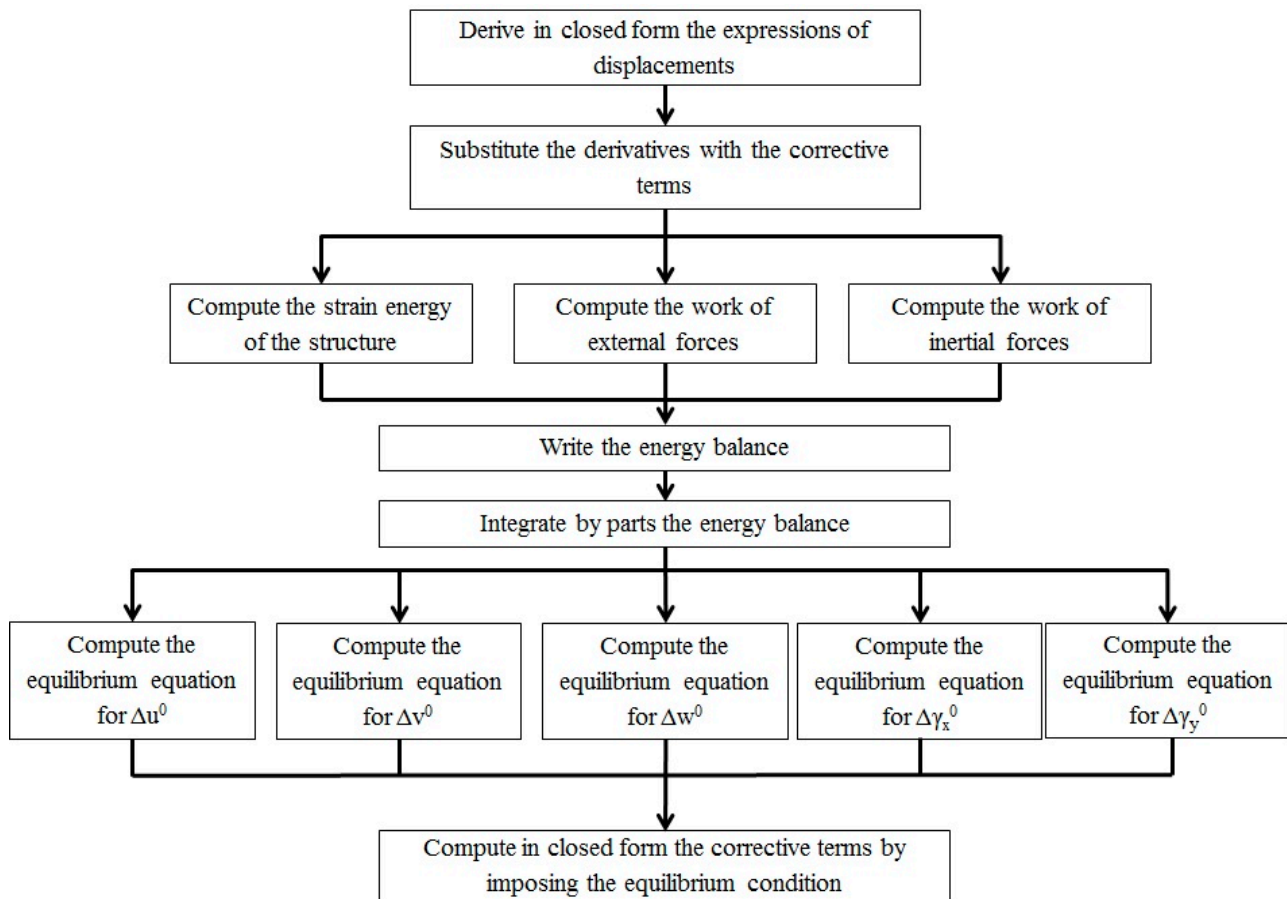 Derive in closed form the expressions of
displacements
Substitute the derivatives with the corrective
terms
Compute the strain energy
of the structure
Compute the work of
external forces
Compute the work of
inertial forces
Write the energy balance
Integrate by parts the energy balance
Compute the
equilibrium equation
for Δu⁰
Compute the
equilibrium equation
for Δv⁰
Compute the
equilibrium equation
for Δw⁰
Compute the
equilibrium equation
for Δγₓ⁰
Compute the
equilibrium equation
for Δγ_y⁰
Compute in closed form the corrective terms by
imposing the equilibrium condition